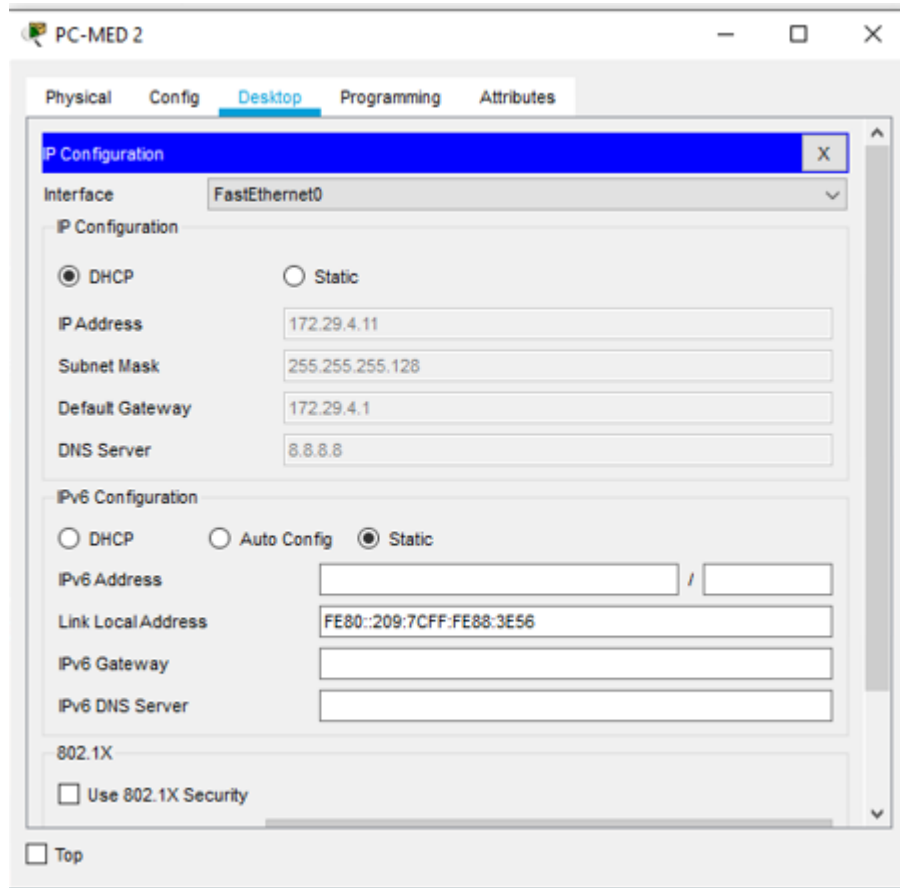 PC-MED 2
Physical Config Desktop Programming Attributes
IP Configuration X
Interface FastEthernet0
IP Configuration
DHCP Static
IP Address 172.29.4.11
Subnet Mask 255.255.255.128
Default Gateway 172.29.4.1
DNS Server 8.8.8.8
IPv6 Configuration
DHCP Auto Config Static
IPv6 Address /
Link Local Address FE80::209:7CFF:FE88:3E56
IPv6 Gateway
IPv6 DNS Server
802.1X
Use 802.1X Security
Top